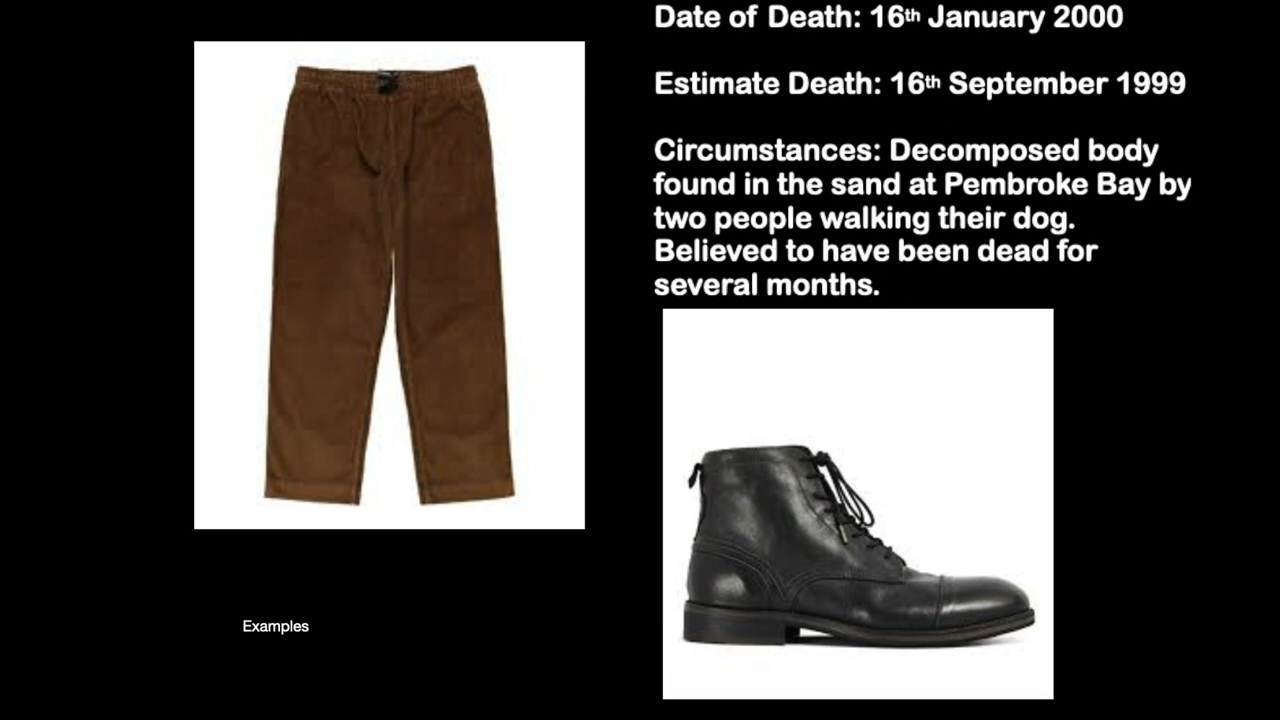 Date of Death: 16th January 2000
Estimate Death: 16th September 1999
Circumstances: Decomposed body
found in the sand at Pembroke Bay by
two people walking their dog.
Believed to have been dead for
several months.
Examples